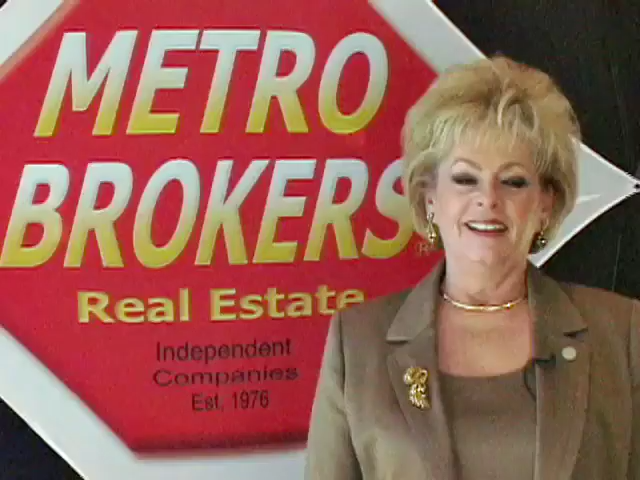 METRO
BROKERS®
Real Estate
Independent
Companies
Est. 1976